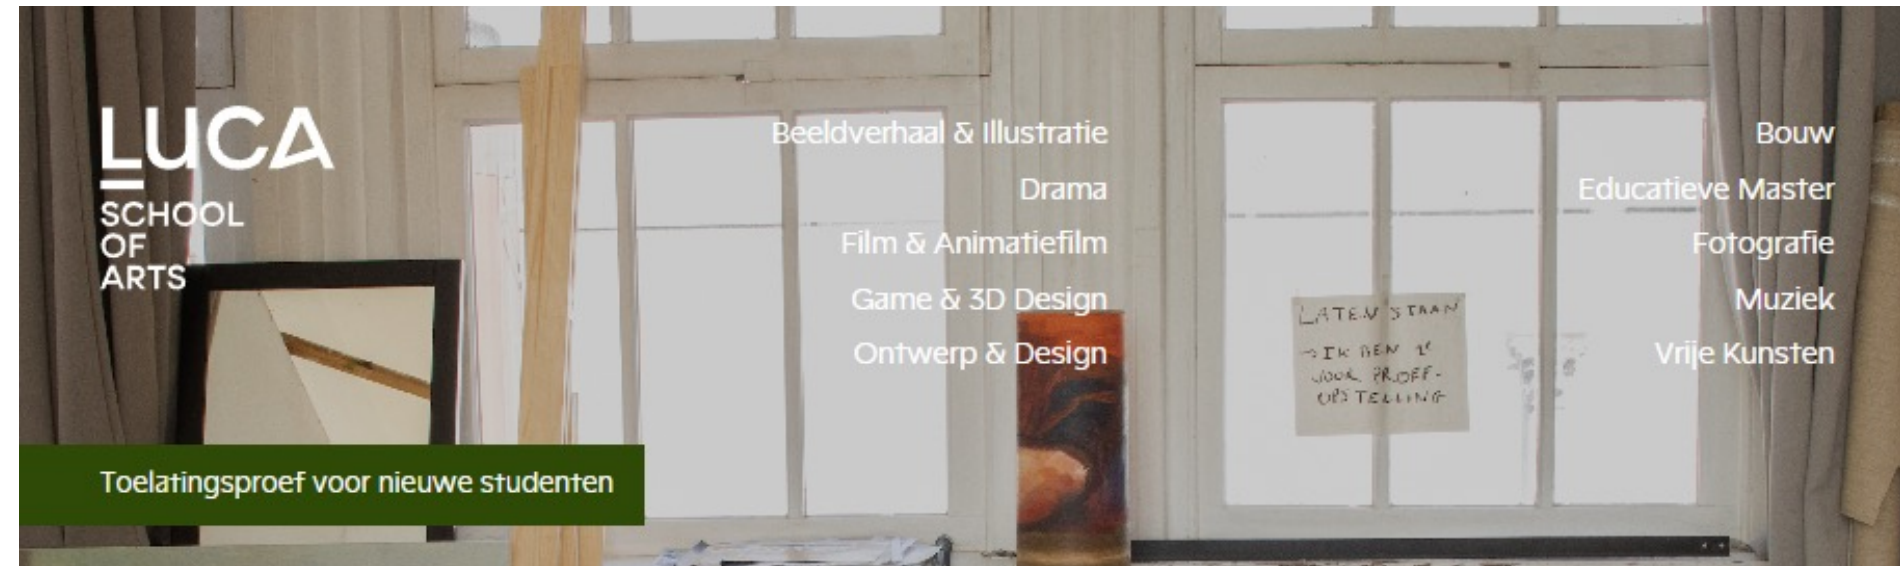 LUCA
SCHOOL
OF
ARTS
Beeldverhaal & Illustratie
Drama
Film & Animatiefilm
Game & 3D Design
Ontwerp & Design
Bouw
Educatieve Master
Fotografie
Muziek
Vrije Kunsten
LATEN STAAN
→ IK BEN 1e
VOOR PROEF-
OPSTELLING
Toelatingsproef voor nieuwe studenten